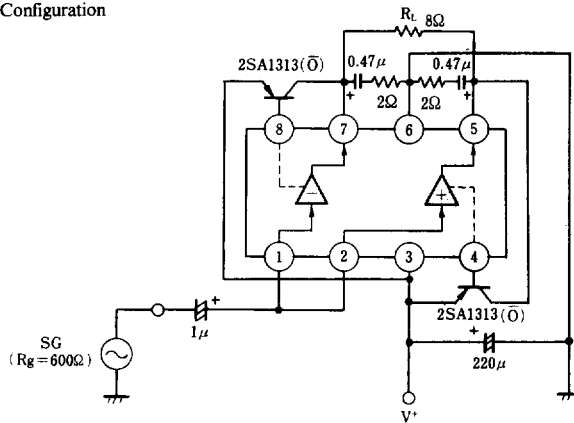 Configuration
R_L 8Ω
2SA1313(O̅) 0.47μ 0.47μ
+ +
2Ω 2Ω
8 7 6 5
− +
1 2 3 4
2SA1313(O̅)
+
1μ
SG
(Rg=600Ω)
+
220μ
V⁺